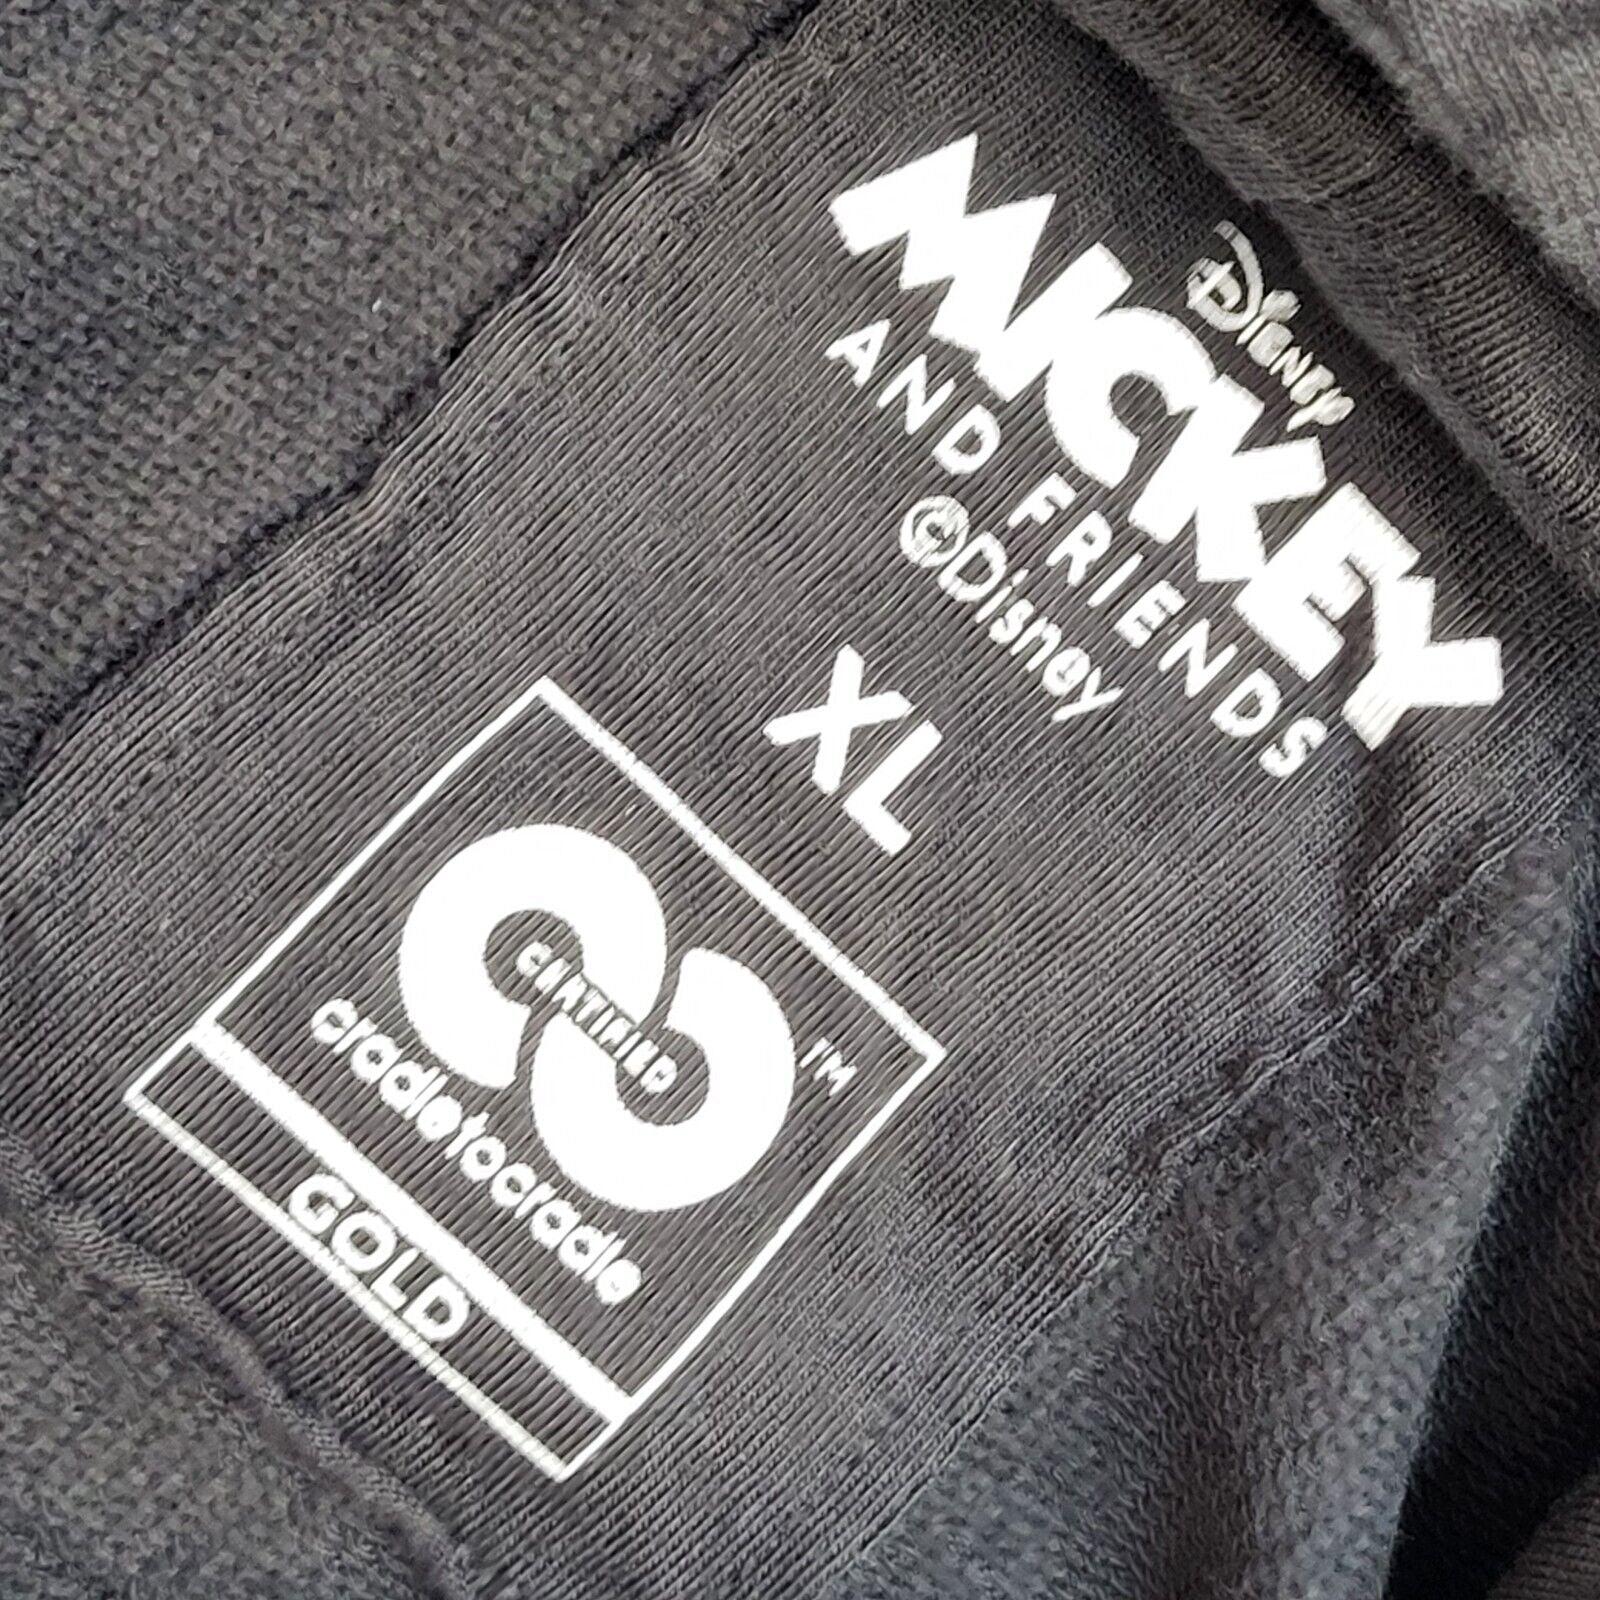 Disney
MICKEY
AND FRIENDS
©Disney
XL
CERTIFIED
cradletocradle
TM
GOLD